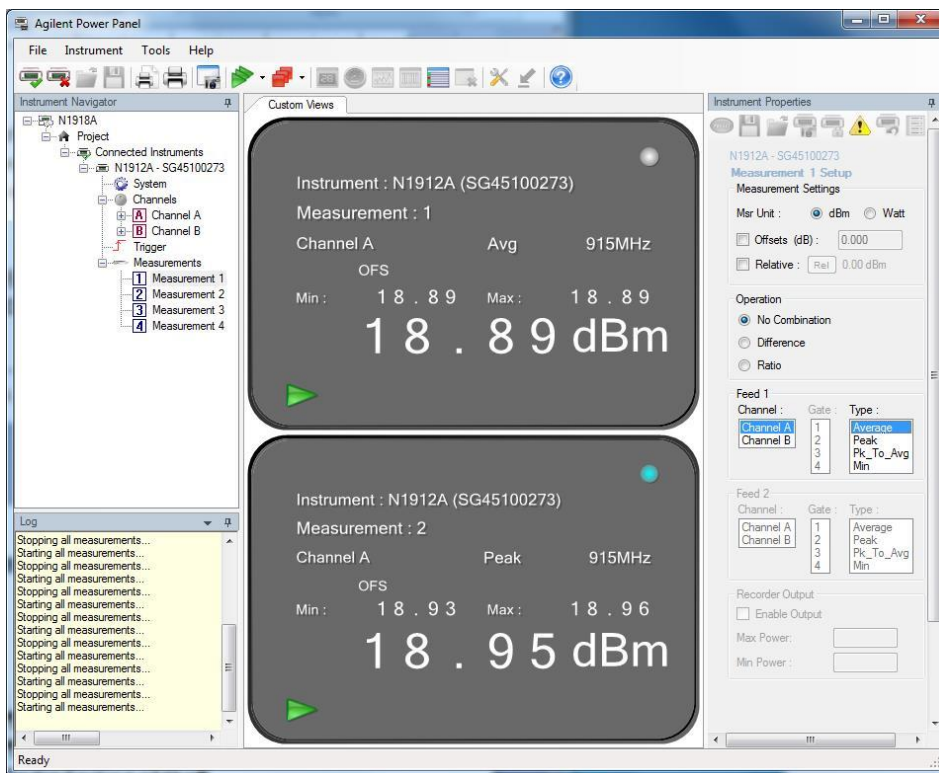 Agilent Power Panel
File Instrument Tools Help
Instrument Navigator
N1918A
Project
Connected Instruments
N1912A - SG45100273
System
Channels
A Channel A
B Channel B
Trigger
Measurements
1 Measurement 1
2 Measurement 2
3 Measurement 3
4 Measurement 4
Log
Stopping all measurements...
Starting all measurements...
Stopping all measurements...
Starting all measurements...
Stopping all measurements...
Starting all measurements...
Stopping all measurements...
Starting all measurements...
Stopping all measurements...
Starting all measurements...
Stopping all measurements...
Starting all measurements...
Stopping all measurements...
Starting all measurements...
Custom Views
Instrument : N1912A (SG45100273)
Measurement : 1
Channel A Avg 915MHz
OFS
Min : 18.89 Max : 18.89
18.89 dBm
Instrument : N1912A (SG45100273)
Measurement : 2
Channel A Peak 915MHz
OFS
Min : 18.93 Max : 18.96
18.95 dBm
Instrument Properties
N1912A - SG45100273
Measurement 1 Setup
Measurement Settings
Msr Unit : dBm Watt
Offsets (dB) : 0.000
Relative : Rel 0.00 dBm
Operation
No Combination
Difference
Ratio
Feed 1
Channel : Gate : Type :
Channel A 1 Average
Channel B 2 Peak
3 Pk_To_Avg
4 Min
Feed 2
Channel : Gate : Type :
Channel A 1 Average
Channel B 2 Peak
3 Pk_To_Avg
4 Min
Recorder Output
Enable Output
Max Power:
Min Power :
Ready